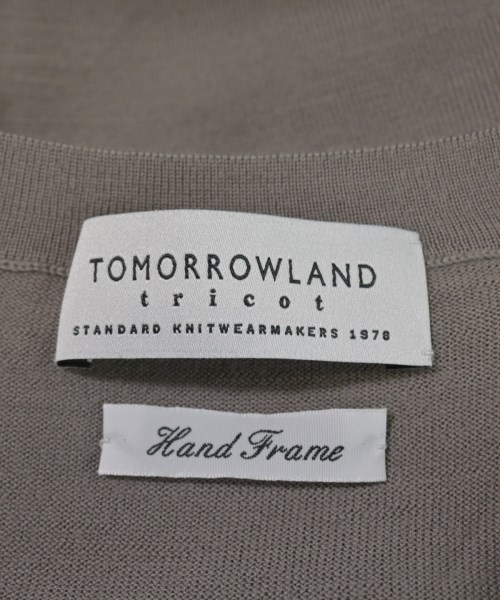 TOMORROWLAND
tricot
STANDARD KNITWEARMAKERS 1978
Hand Frame